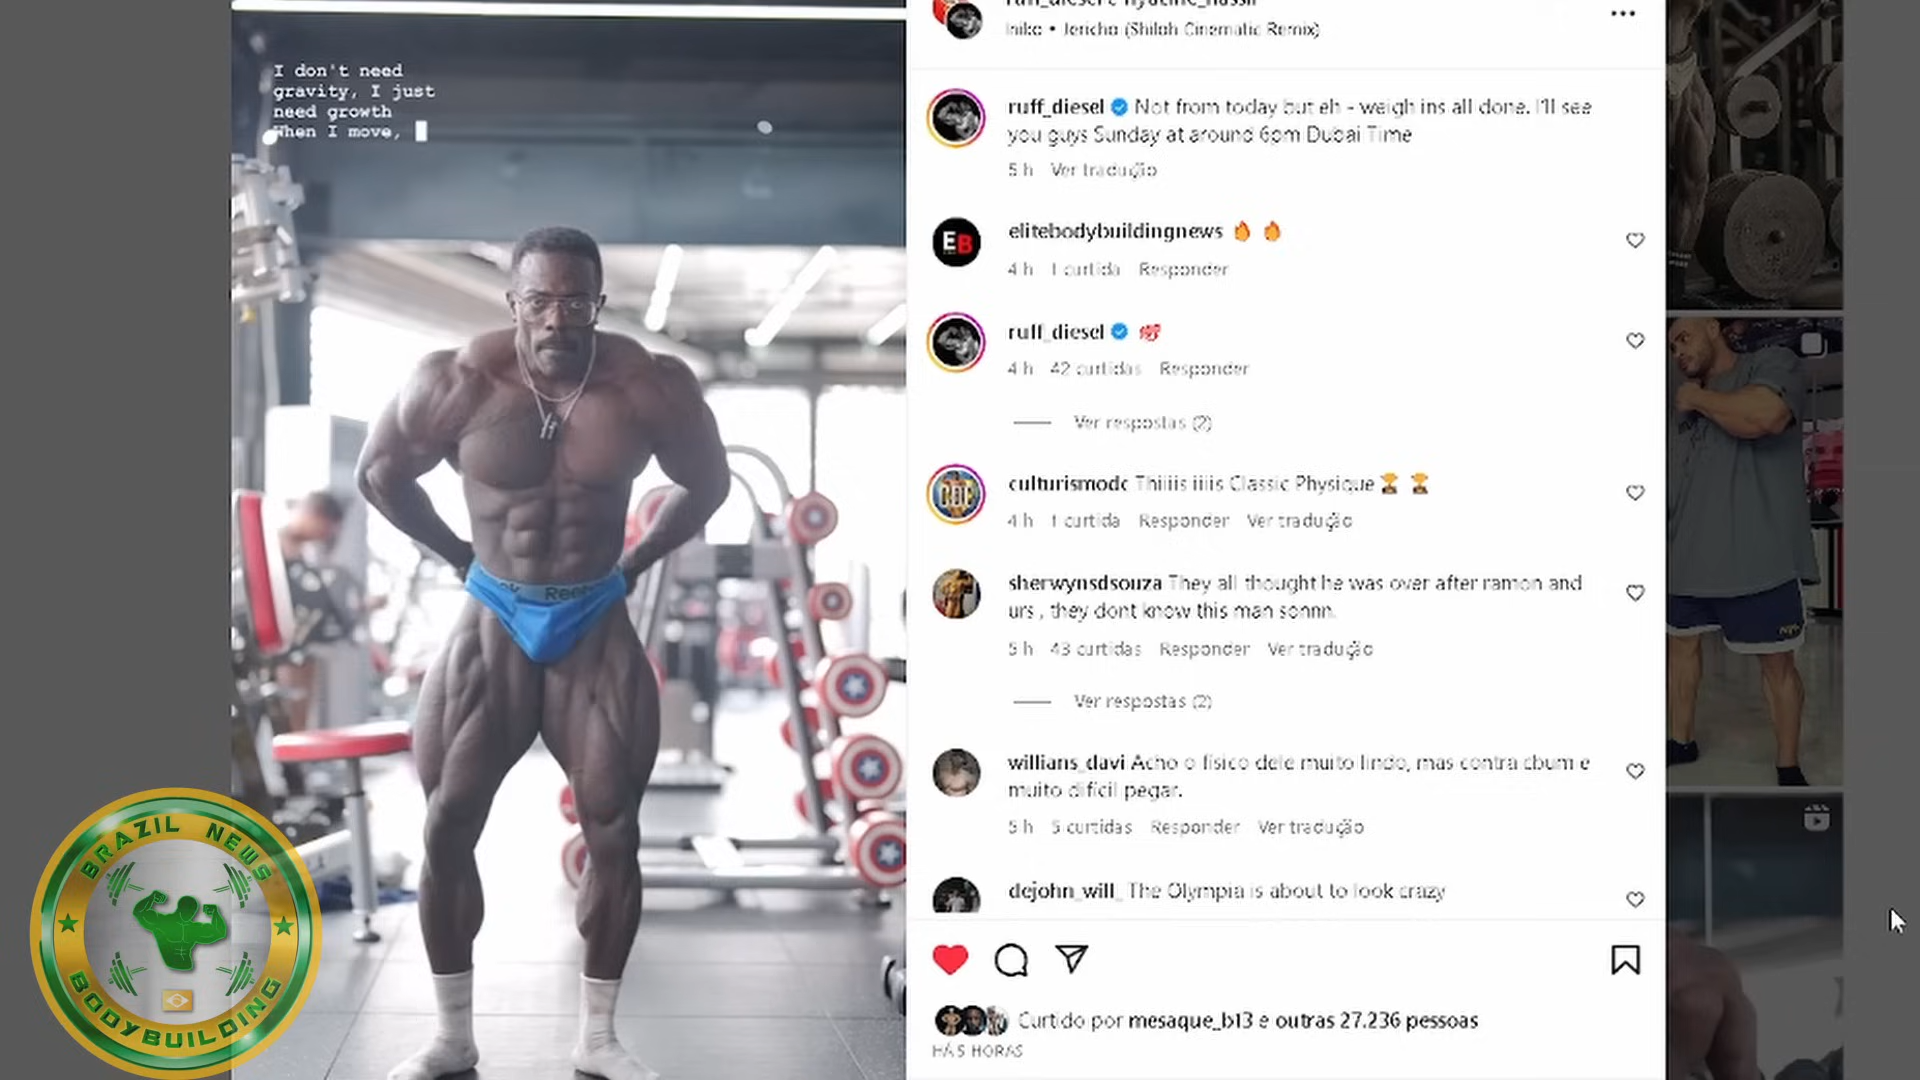 I don't need
gravity, I just
need growth
When I move,
Reebok
Iniko • Jericho (Shiloh Cinematic Remix)
ruff_diesel Not from today but eh - weigh ins all done. I'll see
you guys Sunday at around 6pm Dubai Time
5 h Ver tradução
EB
elitebodybuildingnews 🔥 🔥
4 h 1 curtida Responder
ruff_diesel 💯
4 h 42 curtidas Responder
Ver respostas (2)
culturismodc Thiiiis iiiis Classic Physique🏆 🏆
4 h 1 curtida Responder Ver tradução
sherwynsdsouza They all thought he was over after ramon and
urs , they dont know this man sonnn.
5 h 43 curtidas Responder Ver tradução
Ver respostas (2)
willians_davi Acho o físico dele muito lindo, mas contra cbum e
muito difícil pegar.
5 h 5 curtidas Responder Ver tradução
dejohn_will_ The Olympia is about to look crazy
Curtido por mesaque_b13 e outras 27.236 pessoas
HÁ 5 HORAS
BRAZIL NEWS
BODYBUILDING